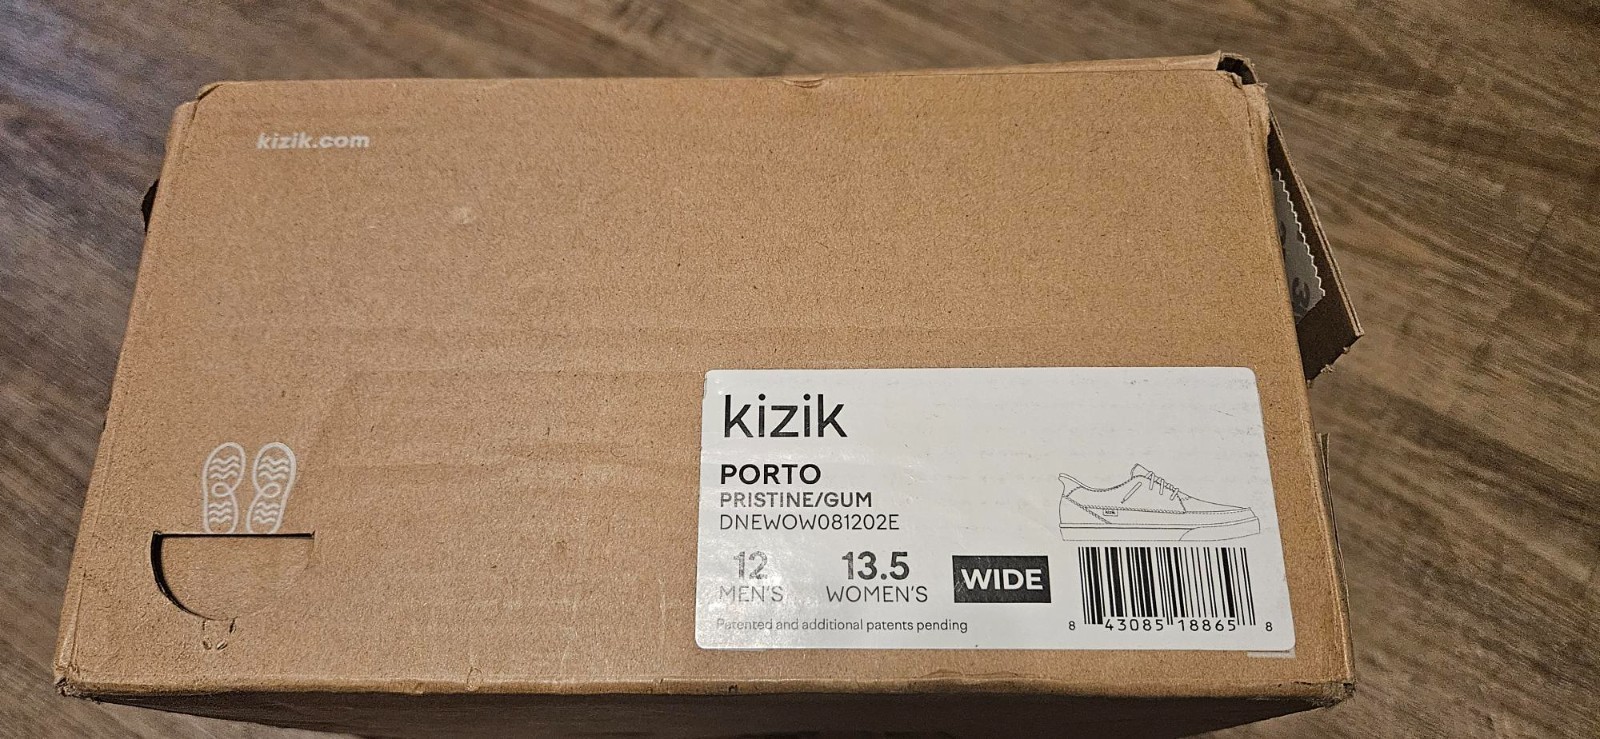 kizik.com
kizik
PORTO
PRISTINE/GUM
DNEWOW081202E
12 13.5 WIDE
MEN'S WOMEN'S
Patented and additional patents pending
8 43085 18865 8